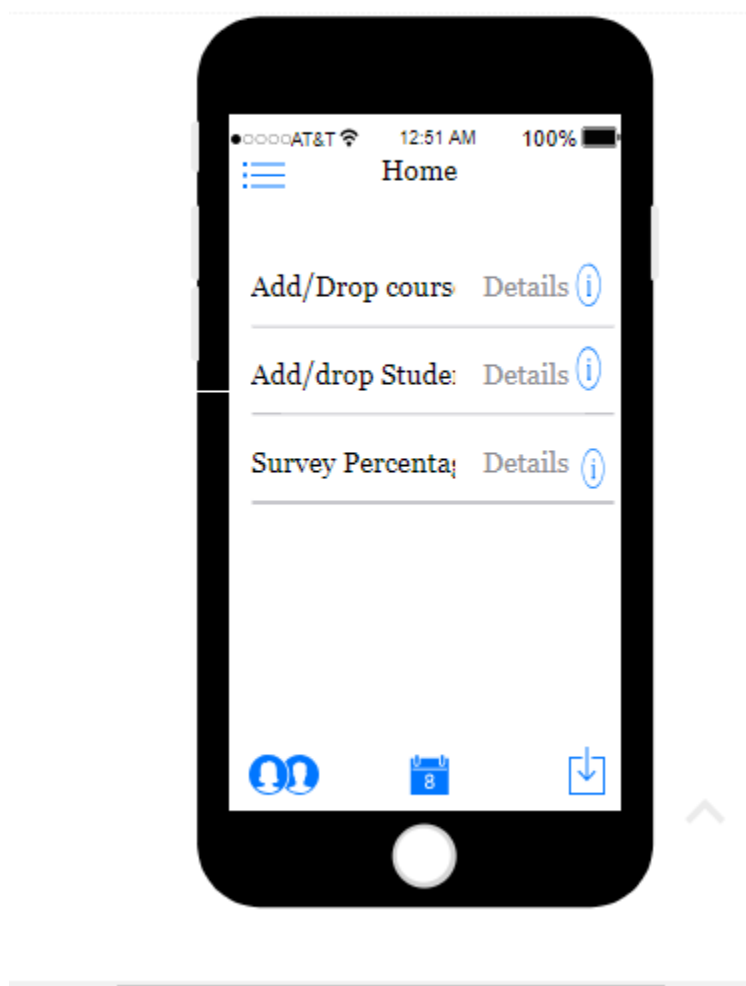 AT&T 12:51 AM 100%
Home
Add/Drop cours Details i
Add/drop Stude Details i
Survey Percenta Details i
8